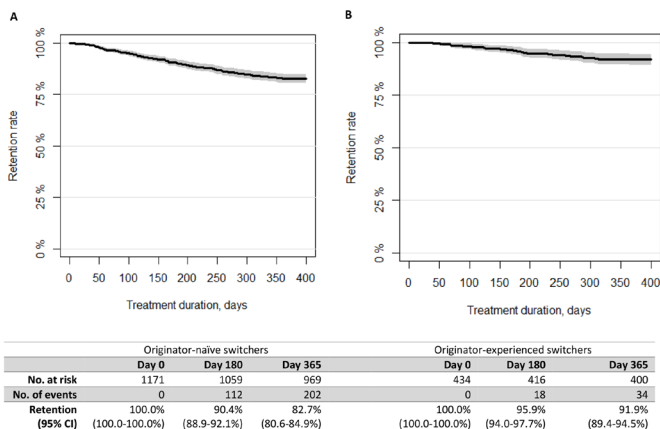 A
B
100 %
75 %
50 %
25 %
0 %
Retention rate
0 50 100 150 200 250 300 350 400
Treatment duration, days
100 %
75 %
50 %
25 %
0 %
Retention rate
0 50 100 150 200 250 300 350 400
Treatment duration, days
Originator-naïve switchers Originator-experienced switchers
Day 0 Day 180 Day 365 Day 0 Day 180 Day 365
No. at risk 1171 1059 969 434 416 400
No. of events 0 112 202 0 18 34
Retention 100.0% 90.4% 82.7% 100.0% 95.9% 91.9%
(95% CI) (100.0-100.0%) (88.9-92.1%) (80.6-84.9%) (100.0-100.0%) (94.0-97.7%) (89.4-94.5%)